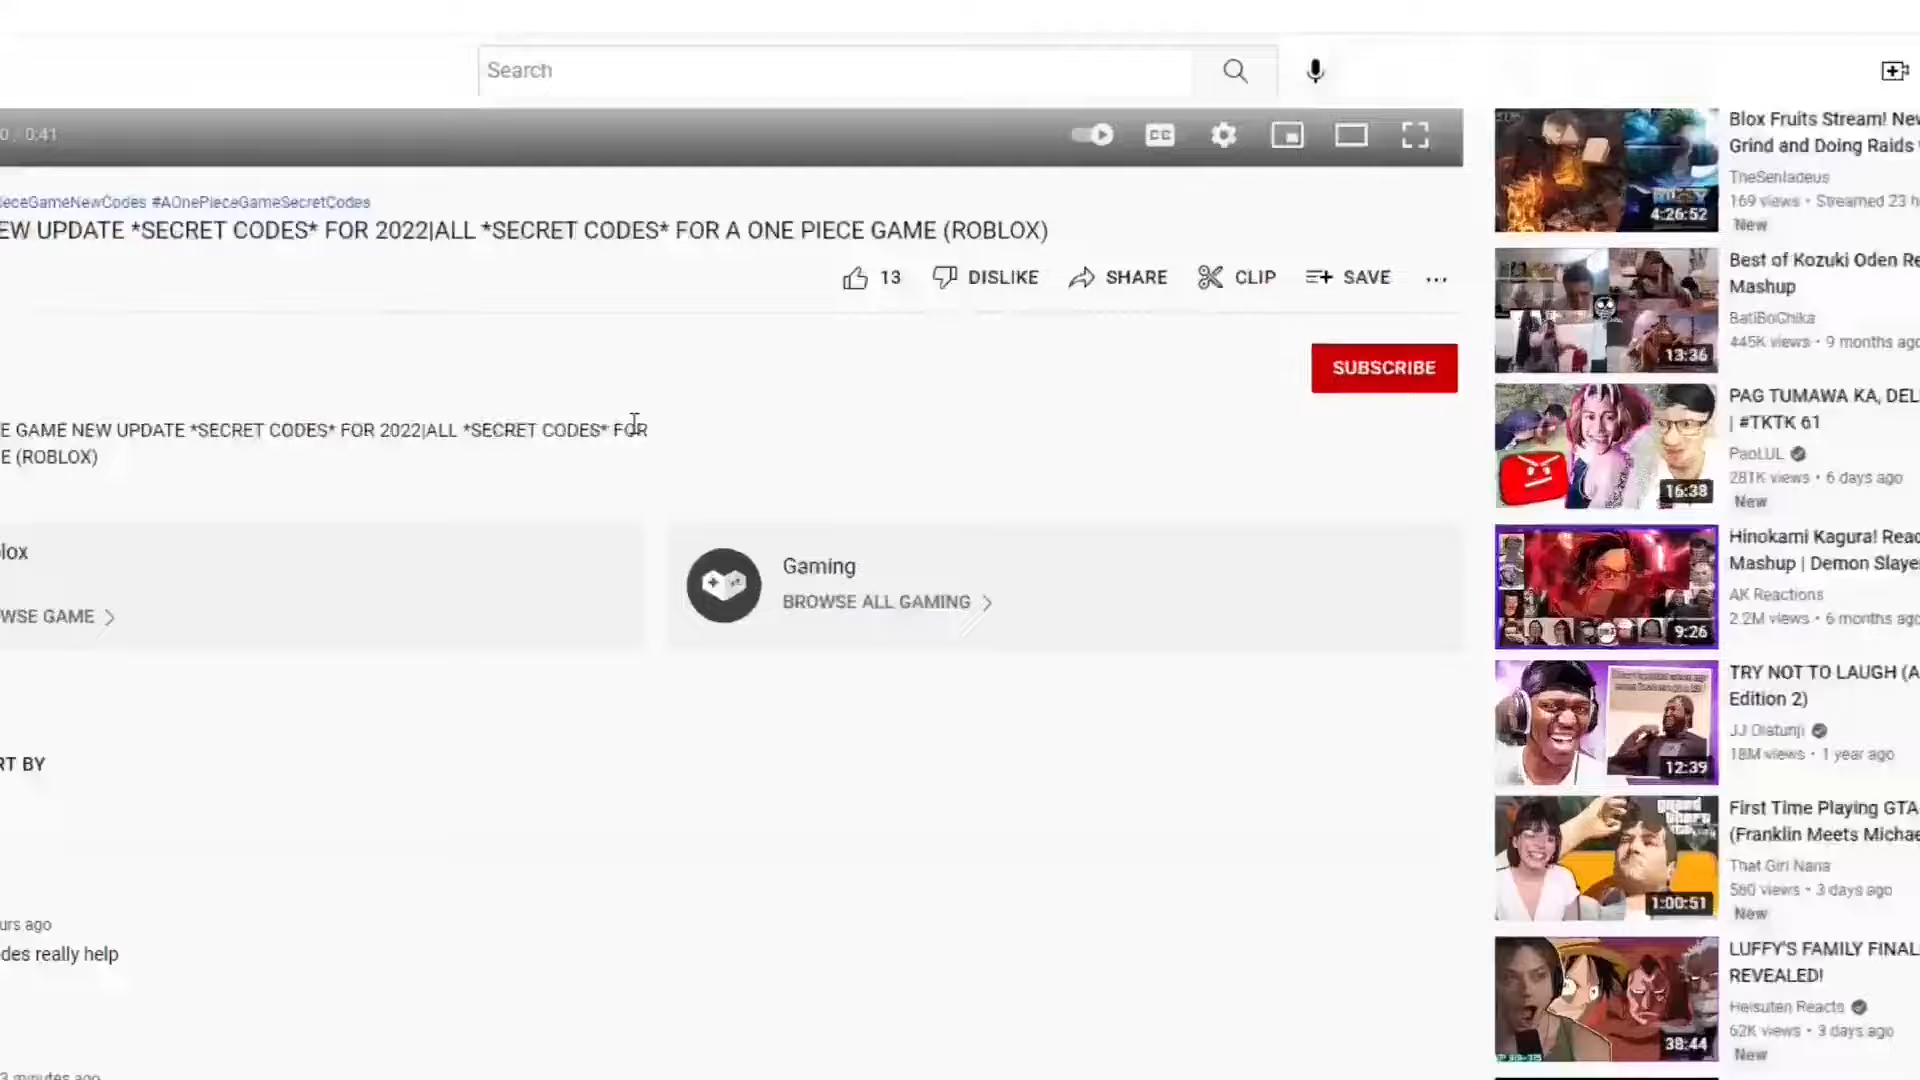 Search
0:41
#AOnePieceGameSecretCodes
UPDATE *SECRET CODES* FOR 2022|ALL *SECRET CODES* FOR A ONE PIECE GAME (ROBLOX)
13
DISLIKE
SHARE
CLIP
SAVE
SUBSCRIBE
E GAME NEW UPDATE *SECRET CODES* FOR 2022|ALL *SECRET CODES* FOR
E (ROBLOX)
lox
WSE GAME
Gaming
BROWSE ALL GAMING
RT BY
urs ago
des really help
3 minutes ago
Blox Fruits Stream! New
Grind and Doing Raids
TheSenladeus
169 views • Streamed 23 h
New
4:26:52
Best of Kozuki Oden Re
Mashup
BatiBoiChika
445K views • 9 months ago
13:36
PAG TUMAWA KA, DEL
| #TKTK 61
PaoLUL
281K views • 6 days ago
New
16:38
Hinokami Kagura! Reac
Mashup | Demon Slaye
AK Reactions
2.2M views • 6 months ago
9:26
TRY NOT TO LAUGH (A
Edition 2)
JJ Olatunji
18M views • 1 year ago
12:39
First Time Playing GTA
(Franklin Meets Michae
That Girl Nana
580 views • 3 days ago
New
1:00:51
LUFFY'S FAMILY FINAL
REVEALED!
Heisuten Reacts
62K views • 3 days ago
New
38:44